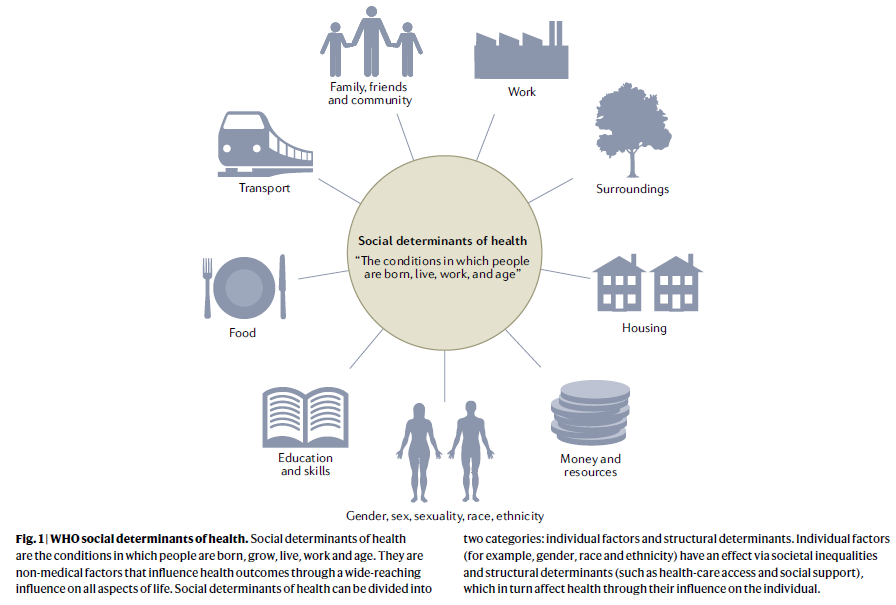 Family, friends
and community
Work
Transport
Surroundings
Social determinants of health
“The conditions in which people
are born, live, work, and age”
Food
Housing
Education
and skills
Money and
resources
Gender, sex, sexuality, race, ethnicity
Fig. 1 | WHO social determinants of health. Social determinants of health
are the conditions in which people are born, grow, live, work and age. They are
non-medical factors that influence health outcomes through a wide-reaching
influence on all aspects of life. Social determinants of health can be divided into
two categories: individual factors and structural determinants. Individual factors
(for example, gender, race and ethnicity) have an effect via societal inequalities
and structural determinants (such as health-care access and social support),
which in turn affect health through their influence on the individual.